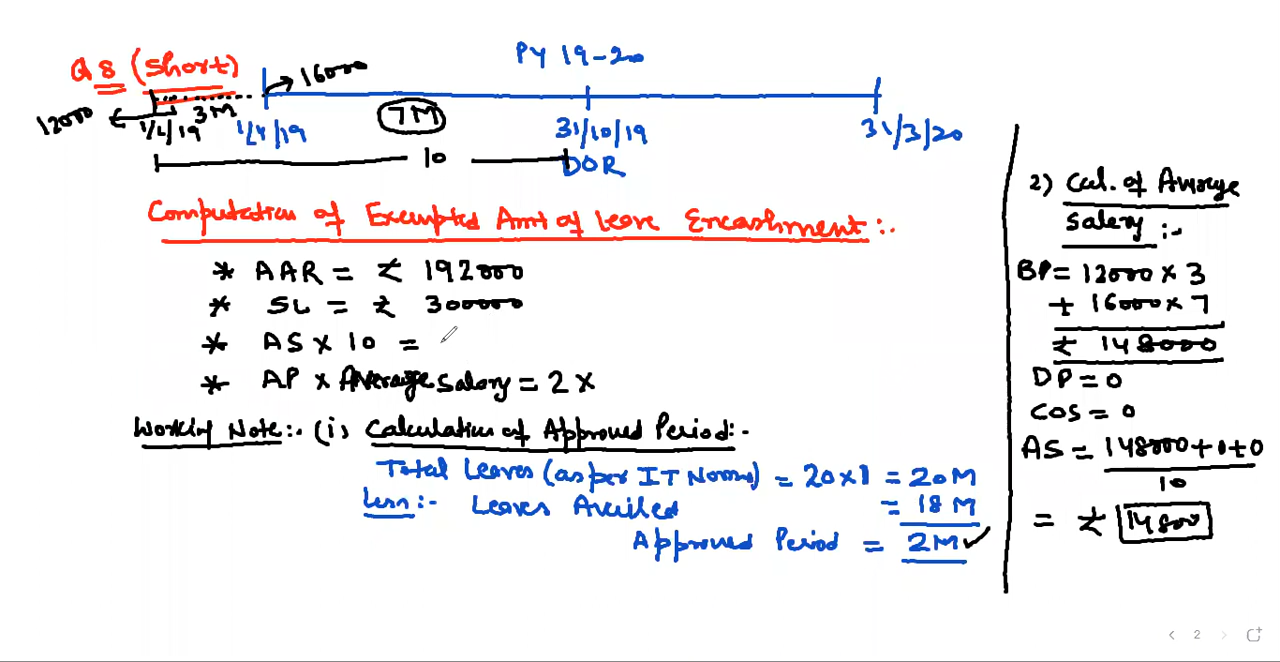 Q 8 (Short)
PY 19-20
16000
12000
3M
7M
1/1/19
1/4/19
31/10/19
31/3/20
10
DOR
Computation of Exempted Amt of leave Encashment:-
* AAR = ₹ 192000
* SL = ₹ 300000
* AS x 10 =
* AP x Average Salary = 2 x
Working Note:- (i) Calculation of Approved Period:-
Total Leaves (as per IT Norms) = 20 x 1 = 20M
Less:- Leaves Availed = 18 M
Approved Period = 2M ✓
2) Cal. of Average
Salary:-
BP = 12000 x 3
+ 16000 x 7
₹ 148000
DP = 0
COS = 0
AS = 148000 + 0 + 0
10
= ₹ 14800
2